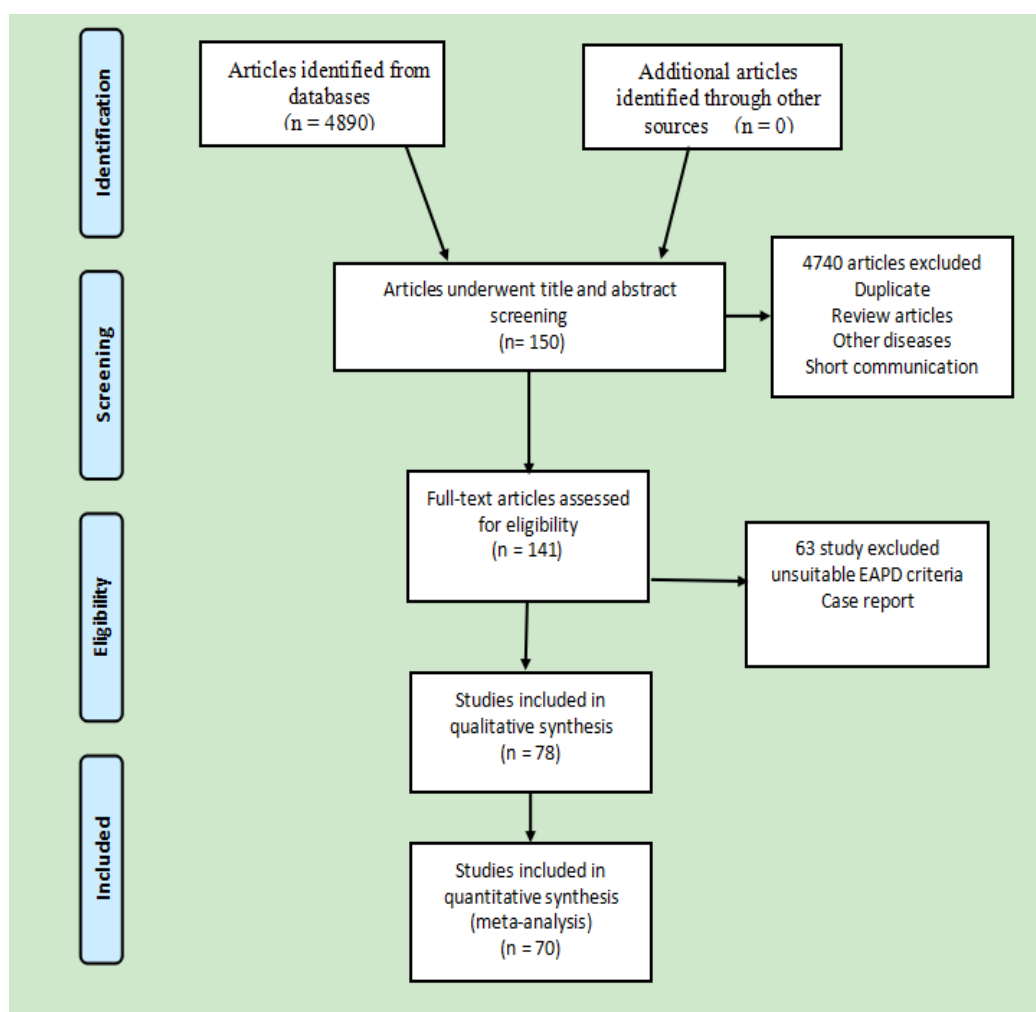 Identification
Articles identified from
databases
(n = 4890)
Additional articles
identified through other
sources (n = 0)
Screening
Articles underwent title and abstract
screening
(n= 150)
4740 articles excluded
Duplicate
Review articles
Other diseases
Short communication
Eligibility
Full-text articles assessed
for eligibility
(n = 141)
63 study excluded
unsuitable EAPD criteria
Case report
Studies included in
qualitative synthesis
(n = 78)
Included
Studies included in
quantitative synthesis
(meta-analysis)
(n = 70)